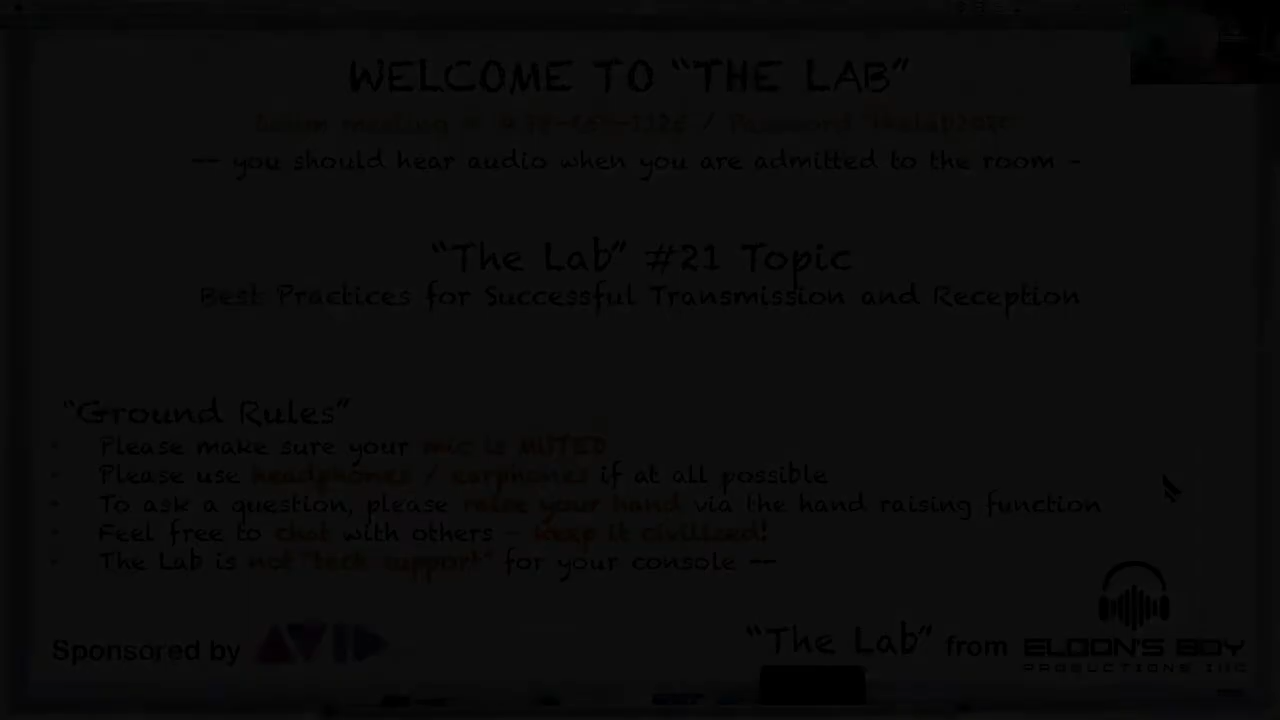 WELCOME TO “THE LAB”
Zoom meeting # / Password
-- you should hear audio when you are admitted to the room -
“The Lab” #21 Topic
Best Practices for Successful Transmission and Reception
“Ground Rules”
- Please make sure your mic is MUTED
- Please use headphones / earphones if at all possible
- To ask a question, please raise your hand via the hand raising function
- Feel free to chat with others - keep it civilized!
- The Lab is not "tech support" for your console --
Sponsored by AVID
“The Lab” from ELDON'S BOY
PRODUCTIONS INC